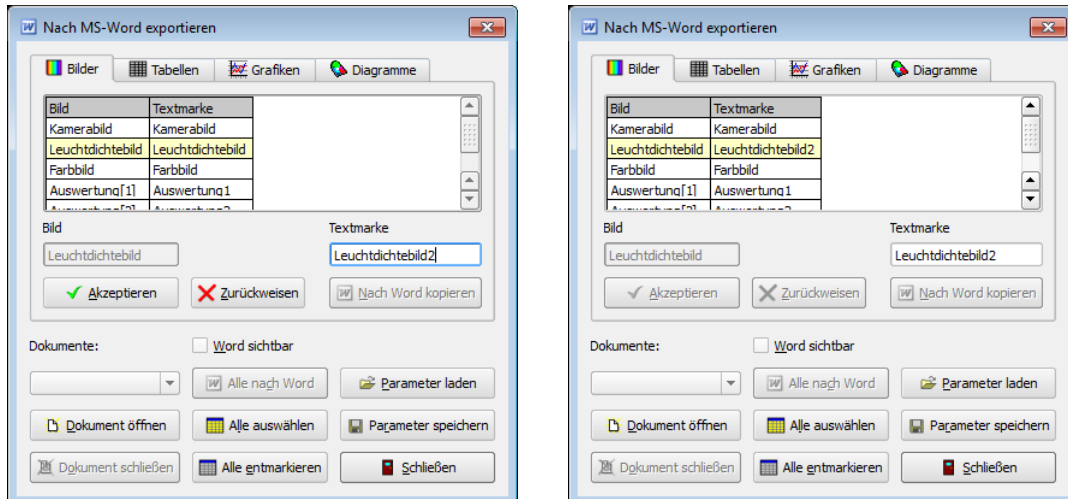 Nach MS-Word exportieren
Bilder Tabellen Grafiken Diagramme
Bild Textmarke
Kamerabild Kamerabild
Leuchtdichtebild Leuchtdichtebild
Farbbild Farbbild
Auswertung[1] Auswertung1
Bild Textmarke
Leuchtdichtebild Leuchtdichtebild2
Akzeptieren Zurückweisen Nach Word kopieren
Dokumente: Word sichtbar
Alle nach Word Parameter laden
Dokument öffnen Alle auswählen Parameter speichern
Dokument schließen Alle entmarkieren Schließen
Nach MS-Word exportieren
Bilder Tabellen Grafiken Diagramme
Bild Textmarke
Kamerabild Kamerabild
Leuchtdichtebild Leuchtdichtebild2
Farbbild Farbbild
Auswertung[1] Auswertung1
Bild Textmarke
Leuchtdichtebild Leuchtdichtebild2
Akzeptieren Zurückweisen Nach Word kopieren
Dokumente: Word sichtbar
Alle nach Word Parameter laden
Dokument öffnen Alle auswählen Parameter speichern
Dokument schließen Alle entmarkieren Schließen